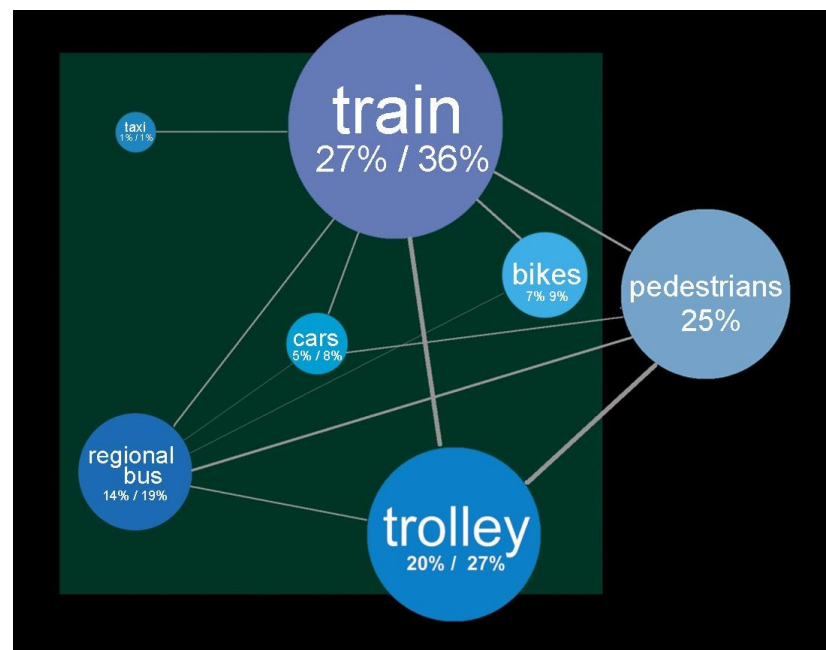 train
27% / 36%
taxi
1% / 1%
bikes
7% 9%
pedestrians
25%
cars
5% / 8%
regional
bus
14% / 19%
trolley
20% / 27%